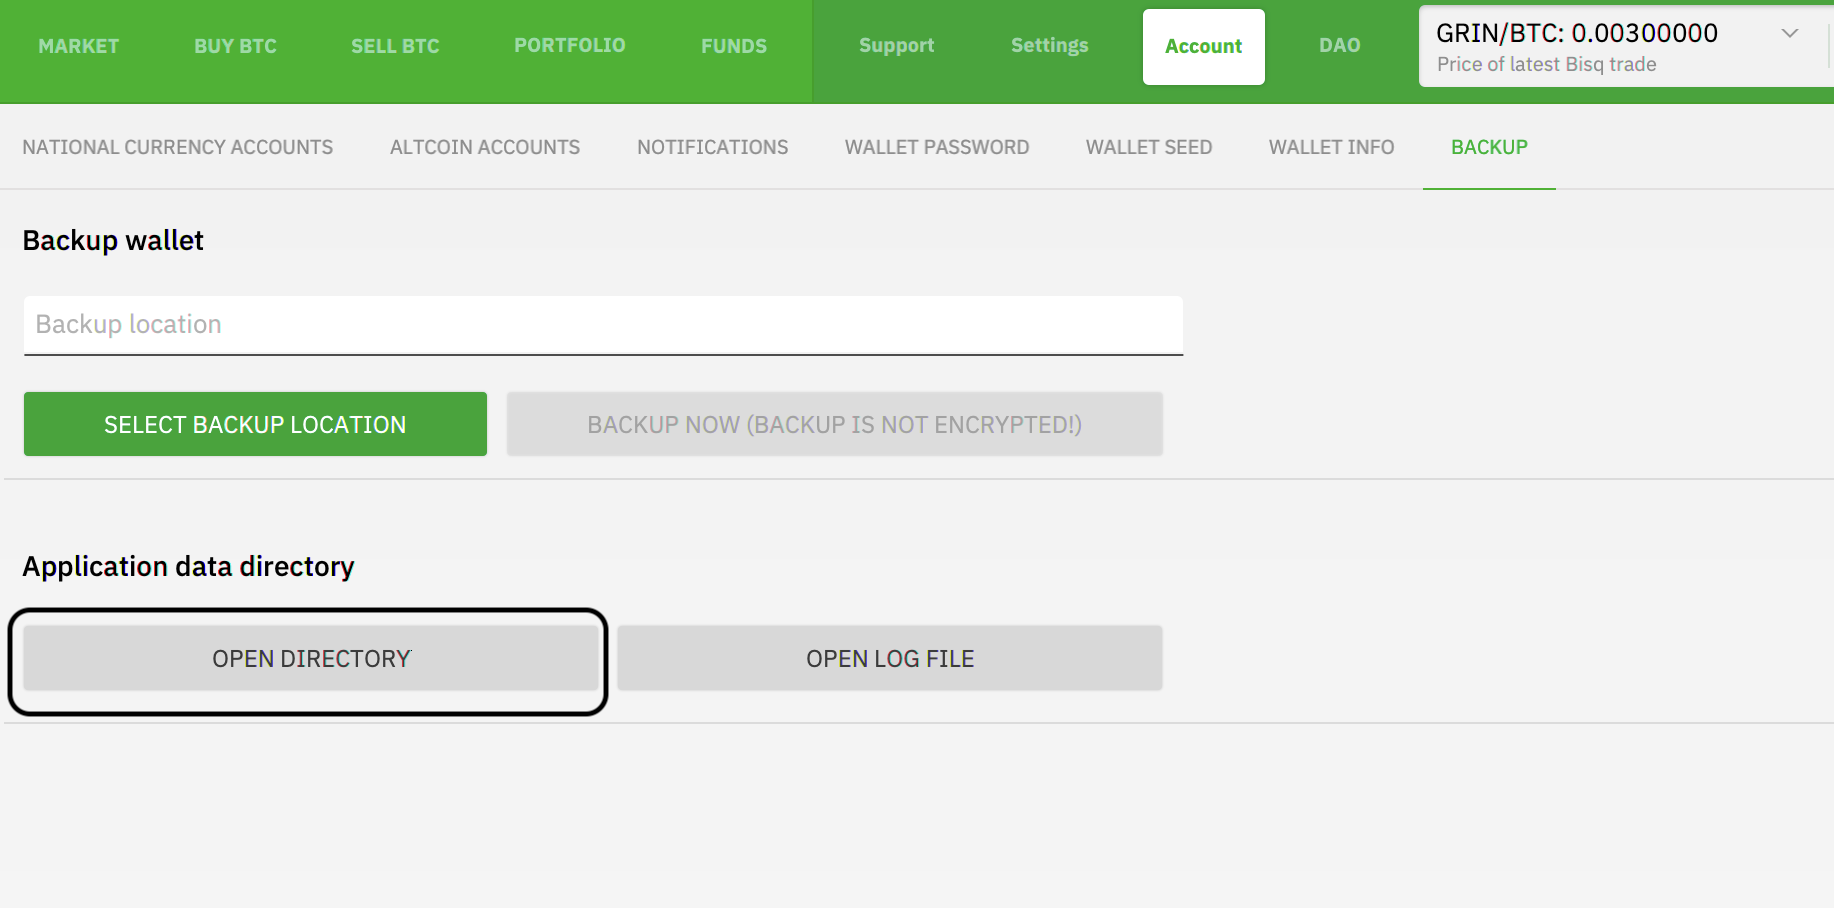 MARKET BUY BTC SELL BTC PORTFOLIO FUNDS Support Settings Account DAO GRIN/BTC: 0.00300000
Price of latest Bisq trade
NATIONAL CURRENCY ACCOUNTS ALTCOIN ACCOUNTS NOTIFICATIONS WALLET PASSWORD WALLET SEED WALLET INFO BACKUP
Backup wallet
Backup location
SELECT BACKUP LOCATION BACKUP NOW (BACKUP IS NOT ENCRYPTED!)
Application data directory
OPEN DIRECTORY OPEN LOG FILE